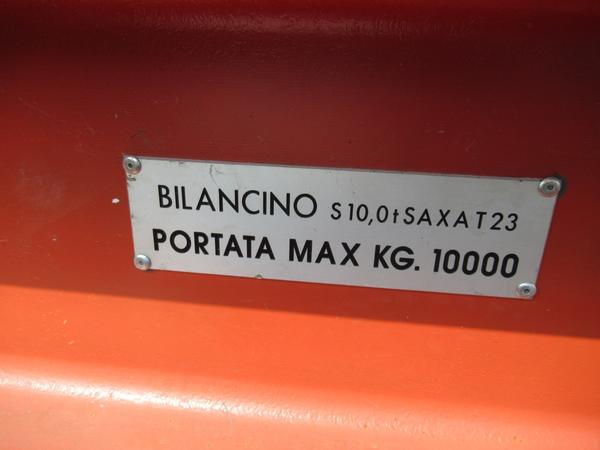 BILANCINO S10,0tSAXAT23
PORTATA MAX KG. 10000